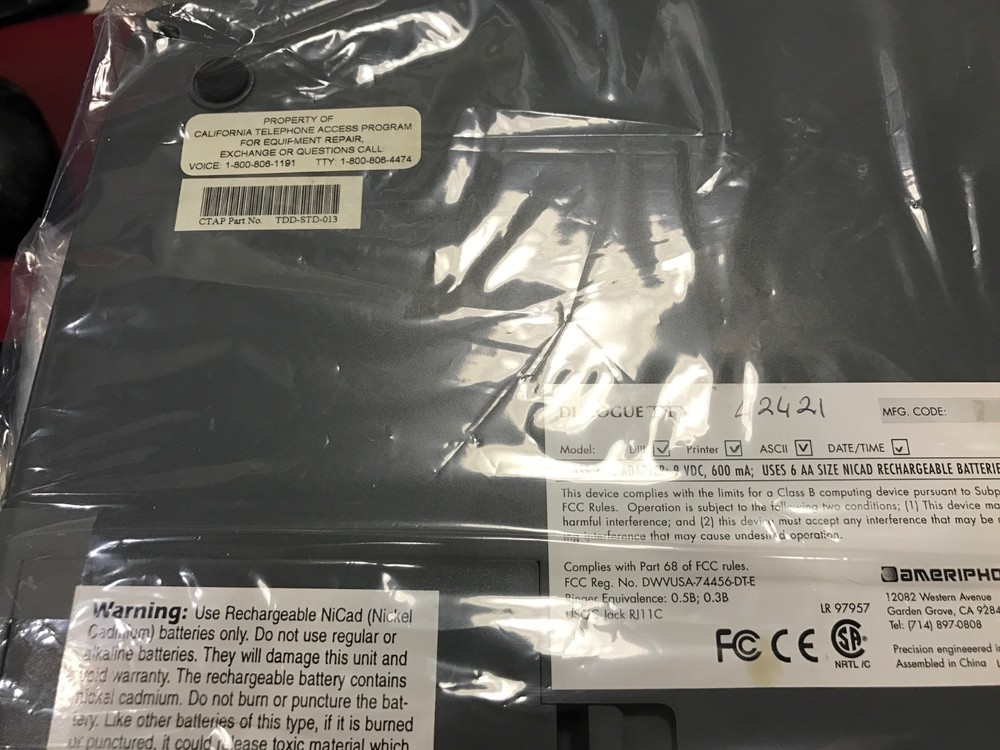 PROPERTY OF
CALIFORNIA TELEPHONE ACCESS PROGRAM
FOR EQUIPMENT REPAIR,
EXCHANGE OR QUESTIONS CALL:
VOICE: 1-800-806-1191 TTY: 1-800-806-4474
CTAP Part No. TDD-STD-013
42421
MFG. CODE:
Model: Printer ASCII DATE/TIME
9 VDC, 600 mA; USES 6 AA SIZE NICAD RECHARGEABLE BATTERIE
This device complies with the limits for a Class B computing device pursuant to Subp
FCC Rules. Operation is subject to the following two conditions; (1) This device ma
harmful interference; and (2) this device must accept any interference that may be
ing interference that may cause undesired operation.
Complies with Part 68 of FCC rules.
FCC Reg. No. DWVUSA-74456-DT-E
Ringer Equivalence: 0.5B; 0.3B
USOC Jack RJ11C
LR 97957
FC CE SA
NRTL/C
AMERIPHO
12082 Western Avenue
Garden Grove, CA 9284
Tel: (714) 897-0808
Precision engineeered in
Assembled in China
Warning: Use Rechargeable NiCad (Nickel
Cadmium) batteries only. Do not use regular or
alkaline batteries. They will damage this unit and
void warranty. The rechargeable battery contains
nickel cadmium. Do not burn or puncture the bat-
tery. Like other batteries of this type, if it is burned
or punctured, it could release toxic material which